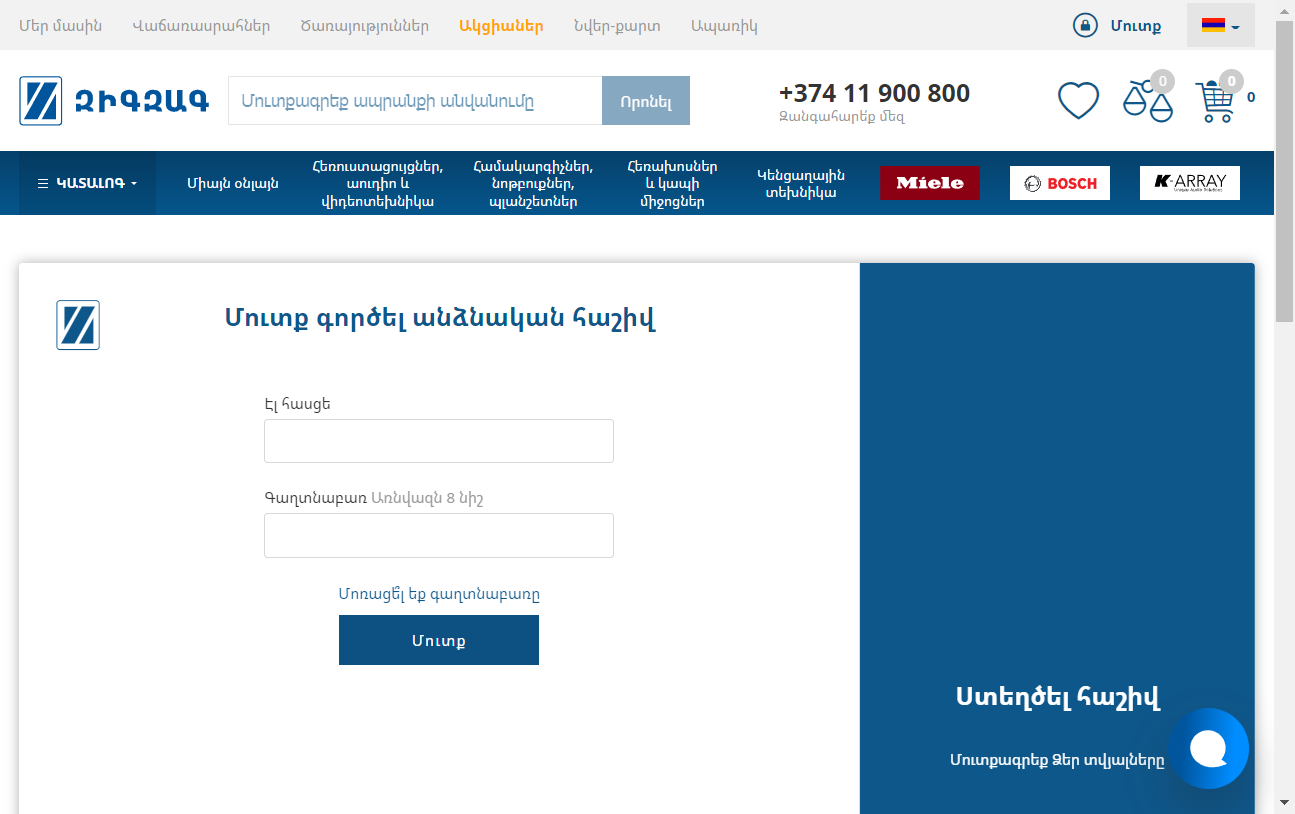 Մեր մասին
Վաճառասրահներ
Ծառայություններ
Ակցիաներ
Նվեր-քարտ
Ապառիկ
Մուտք
ԶԻԳԶԱԳ
Մուտքագրեք ապրանքի անվանումը
Որոնել
+374 11 900 800
Զանգահարե՛ք մեզ
0
0
0
ԿԱՏԱԼՈԳ
Միայն օնլայն
Հեռուստացույցներ,
աուդիո և
վիդեոտեխնիկա
Համակարգիչներ,
նոթբուքներ,
պլանշետներ
Հեռախոսներ
և կապի
միջոցներ
Կենցաղային
տեխնիկա
Miele
BOSCH
K-ARRAY
Մուտք գործել անձնական հաշիվ
Էլ հասցե
Գաղտնաբառ Առնվազն 8 նիշ
Մոռացե՞լ եք գաղտնաբառը
Մուտք
Ստեղծել հաշիվ
Մուտքագրեք Ձեր տվյալները